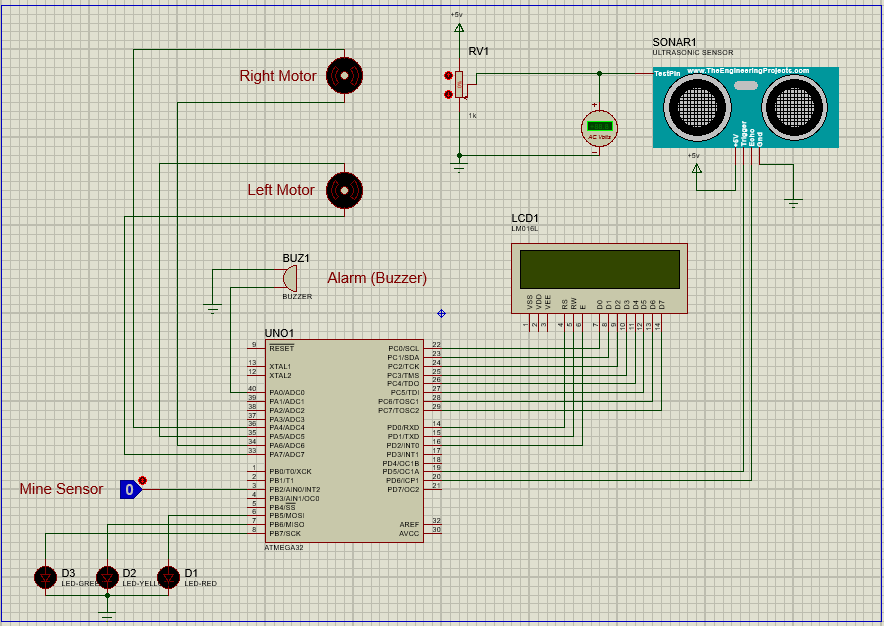 +5v
RV1
1k
SONAR1
ULTRASONIC SENSOR
TestPin
www.TheEngineeringProjects.com
+5V
Trigger
Echo
Gnd
+5v
AC Volts
+
Right Motor
Left Motor
BUZ1
BUZZER
Alarm (Buzzer)
LCD1
LM016L
VSS VDD VEE RS RW E D0 D1 D2 D3 D4 D5 D6 D7
1 2 3 4 5 6 7 8 9 10 11 12 13 14
UNO1
9 RESET PC0/SCL 22
PC1/SDA 23
13 XTAL1 PC2/TCK 24
12 XTAL2 PC3/TMS 25
PC4/TDO 26
40 PA0/ADC0 PC5/TDI 27
39 PA1/ADC1 PC6/TOSC1 28
38 PA2/ADC2 PC7/TOSC2 29
37 PA3/ADC3
36 PA4/ADC4 PD0/RXD 14
35 PA5/ADC5 PD1/TXD 15
34 PA6/ADC6 PD2/INT0 16
33 PA7/ADC7 PD3/INT1 17
PD4/OC1B 18
1 PB0/T0/XCK PD5/OC1A 19
2 PB1/T1 PD6/ICP1 20
3 PB2/AIN0/INT2 PD7/OC2 21
4 PB3/AIN1/OC0
5 PB4/SS
6 PB5/MOSI
7 PB6/MISO AREF 32
8 PB7/SCK AVCC 30
ATMEGA32
Mine Sensor
0
D3
LED-GREE
D2
LED-YELL
D1
LED-RED